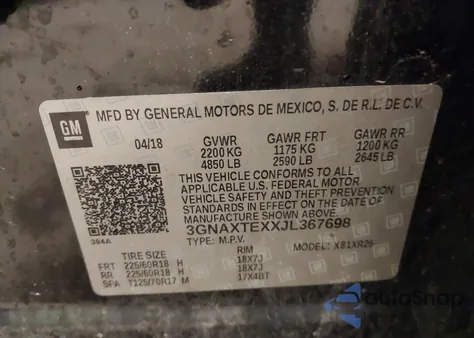 GM
MFD BY GENERAL MOTORS DE MEXICO, S. DE R.L. DE C.V.
04/18 GVWR GAWR FRT GAWR RR
2200 KG 1175 KG 1200 KG
4850 LB 2590 LB 2645 LB
THIS VEHICLE CONFORMS TO ALL
APPLICABLE U.S. FEDERAL MOTOR
VEHICLE SAFETY AND THEFT PREVENTION
STANDARDS IN EFFECT ON THE DATE OF
MANUFACTURE SHOWN ABOVE.
3GNAXTEXXJL367698
384A TYPE: M.P.V. MODEL: X81XR26
TIRE SIZE RIM
FRT 225/60R18 H 18X7J
RR 225/60R18 H 18X7J
SPA T125/70R17 M 17X4BT
AutoSnap